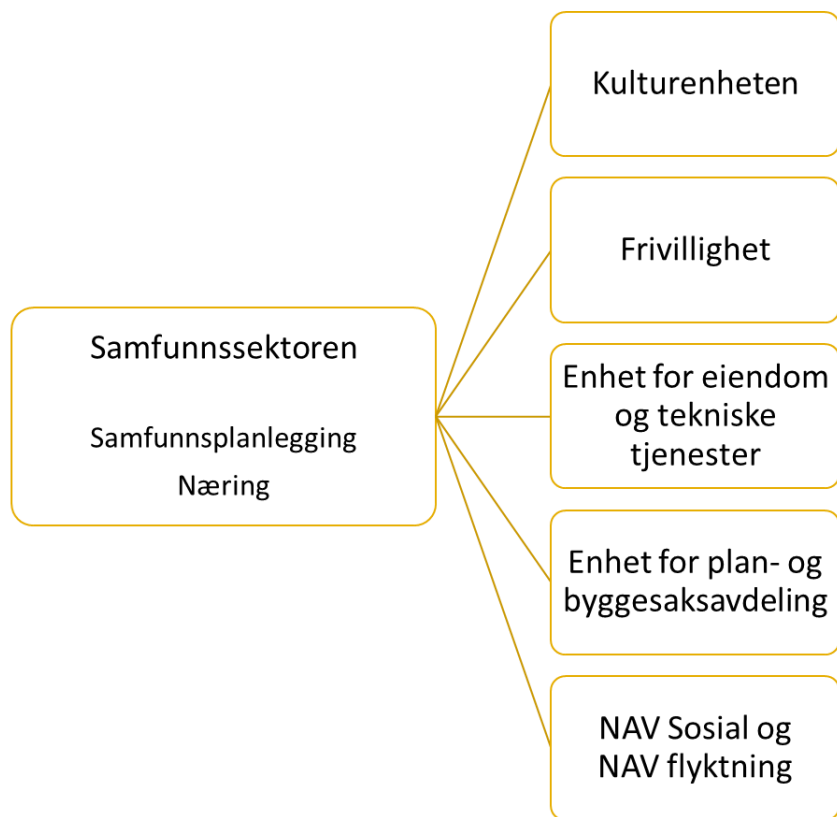 Samfunnssektoren
Samfunnsplanlegging
Næring
Kulturenheten
Frivillighet
Enhet for eiendom
og tekniske
tjenester
Enhet for plan- og
byggesaksavdeling
NAV Sosial og
NAV flyktning